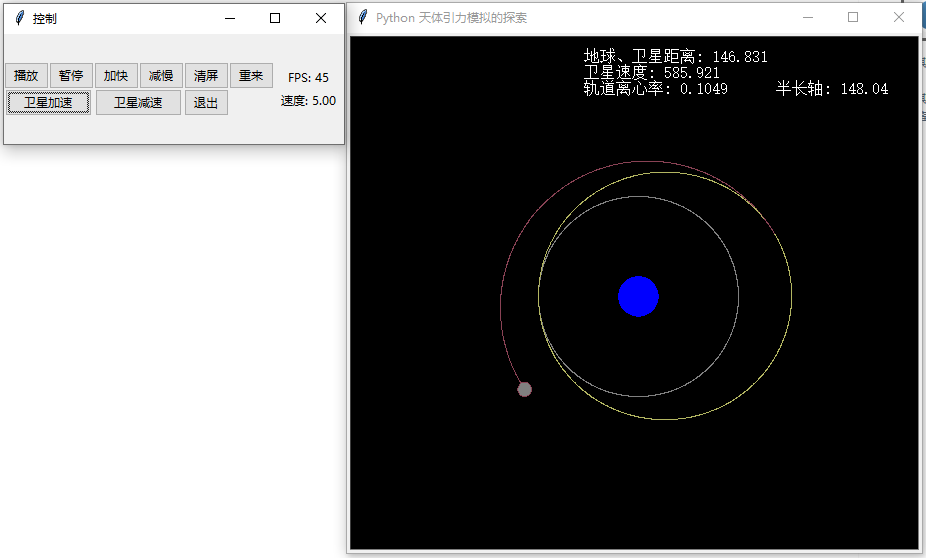 控制
播放 暂停 加快 减慢 清屏 重来 FPS: 45
卫星加速 卫星减速 退出 速度: 5.00
Python 天体引力模拟的探索
地球、卫星距离: 146.831
卫星速度: 585.921
轨道离心率: 0.1049 半长轴: 148.04